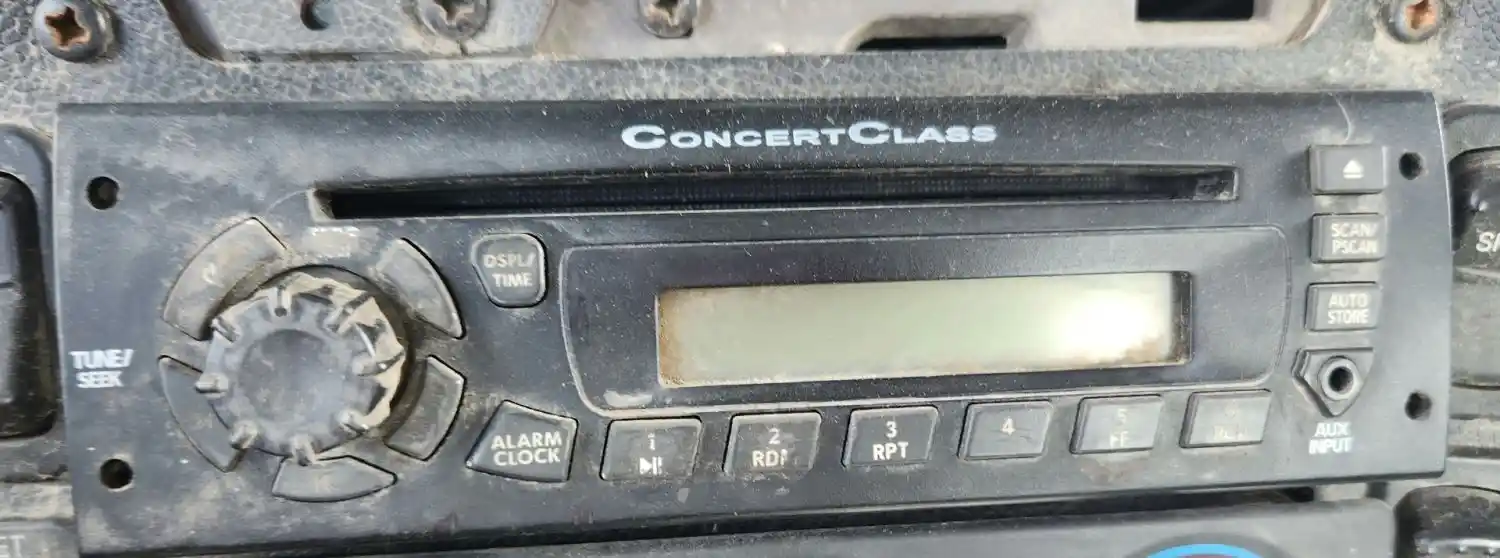 CONCERTCLASS
DSPL/
TIME
SCAN/
PSCAN
AUTO
STORE
TUNE/
SEEK
ALARM
CLOCK
1
2
RDM
3
RPT
4
5
AUX
INPUT